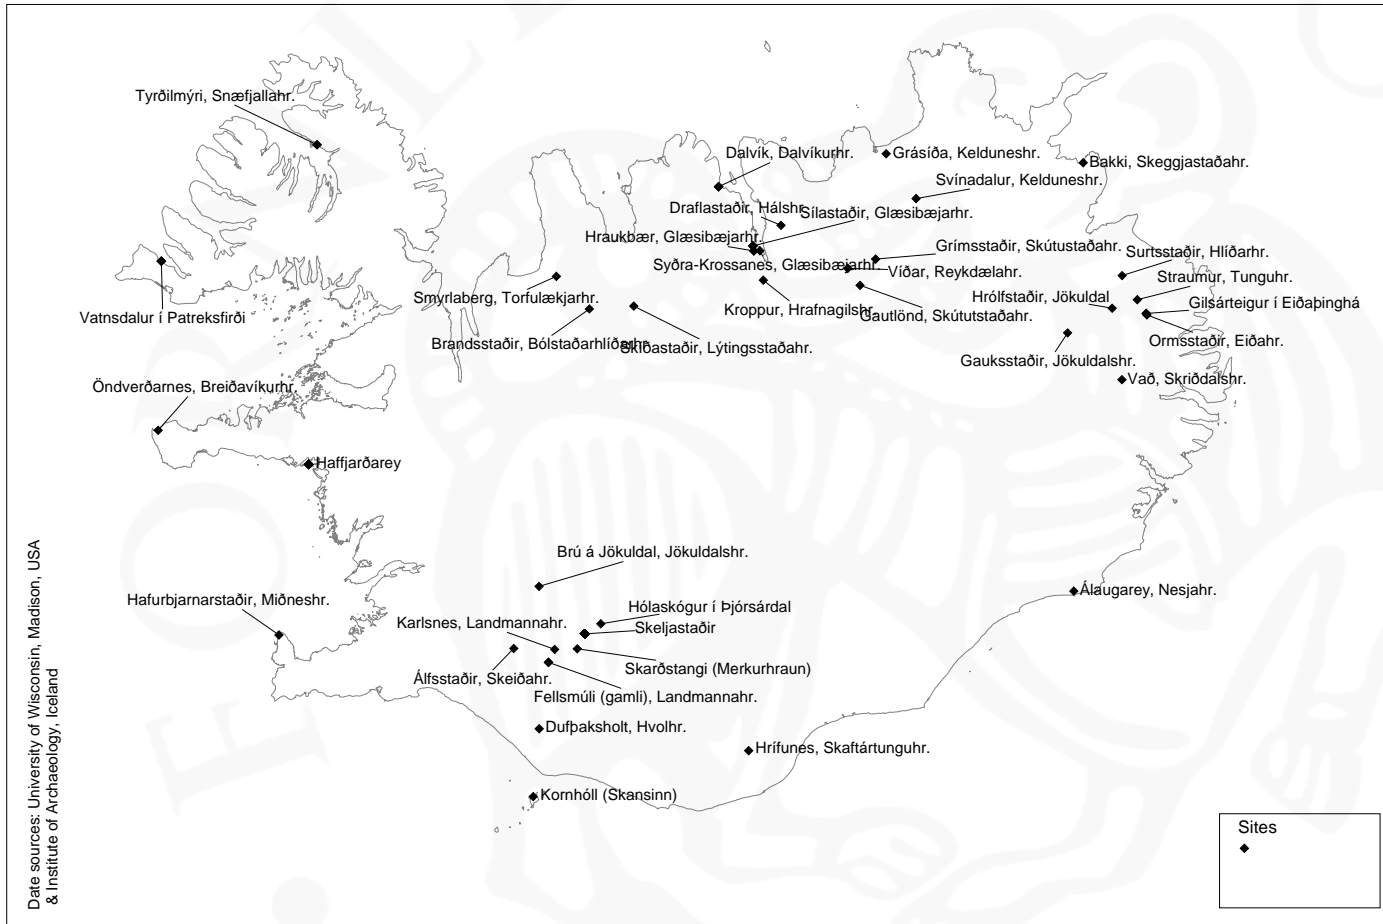 Tyrðilmýri, Snæfjallahr.
Dalvík, Dalvíkurhr.
Grásíða, Kelduneshr.
Bakki, Skeggjastaðahr.
Svínadalur, Kelduneshr.
Draflastaðir, Hálshr.
Sílastaðir, Glæsibæjarhr.
Hraukbær, Glæsibæjarhr.
Grímsstaðir, Skútustaðahr.
Surtsstaðir, Hlíðarhr.
Syðra-Krossanes, Glæsibæjarhr.
Víðar, Reykdælahr.
Straumur, Tunguhr.
Smyrlaberg, Torfulækjarhr.
Hrólfstaðir, Jökuldal
Gilsárteigur í Eiðaþinghá
Kroppur, Hrafnagilshr.
Gautlönd, Skútutstaðahr.
Vatnsdalur í Patreksfirði
Brandsstaðir, Bólstaðarhlíðarhr.
Skíðastaðir, Lýtingsstaðahr.
Ormsstaðir, Eiðahr.
Gauksstaðir, Jökuldalshr.
Vað, Skriðdalshr.
Öndverðarnes, Breiðavíkurhr.
Haffjarðarey
Brú á Jökuldal, Jökuldalshr.
Álaugarey, Nesjahr.
Hafurbjarnarstaðir, Miðneshr.
Hólaskógur í Þjórsárdal
Karlsnes, Landmannahr.
Skeljastaðir
Skarðstangi (Merkurhraun)
Álfsstaðir, Skeiðahr.
Fellsmúli (gamli), Landmannahr.
Dufþaksholt, Hvolhr.
Hrífunes, Skaftártunguhr.
Kornhóll (Skansinn)
Date sources: University of Wisconsin, Madison, USA
& Institute of Archaeology, Iceland
Sites